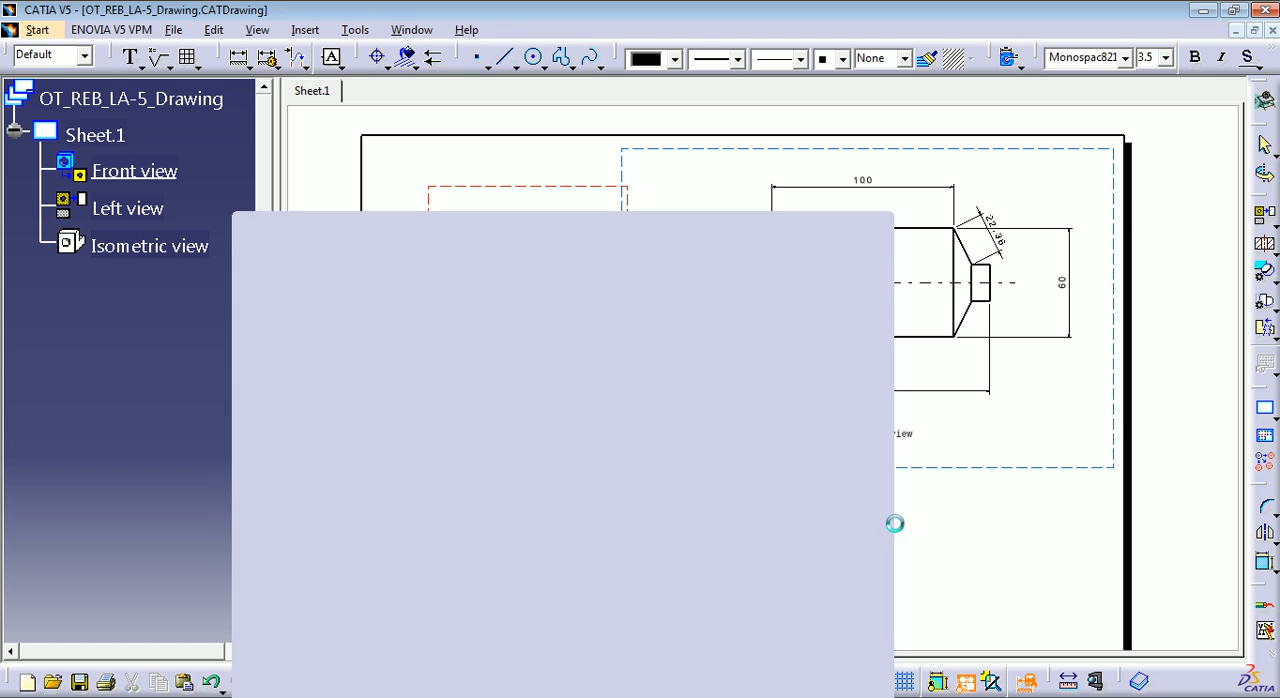 CATIA V5 - [OT_REB_LA-5_Drawing.CATDrawing]
Start ENOVIA V5 VPM File Edit View Insert Tools Window Help
Default None Monospac821 3.5 B I S
Sheet.1
OT_REB_LA-5_Drawing
Sheet.1
Front view
Left view
Isometric view
100
22,36
60
view
CATIA